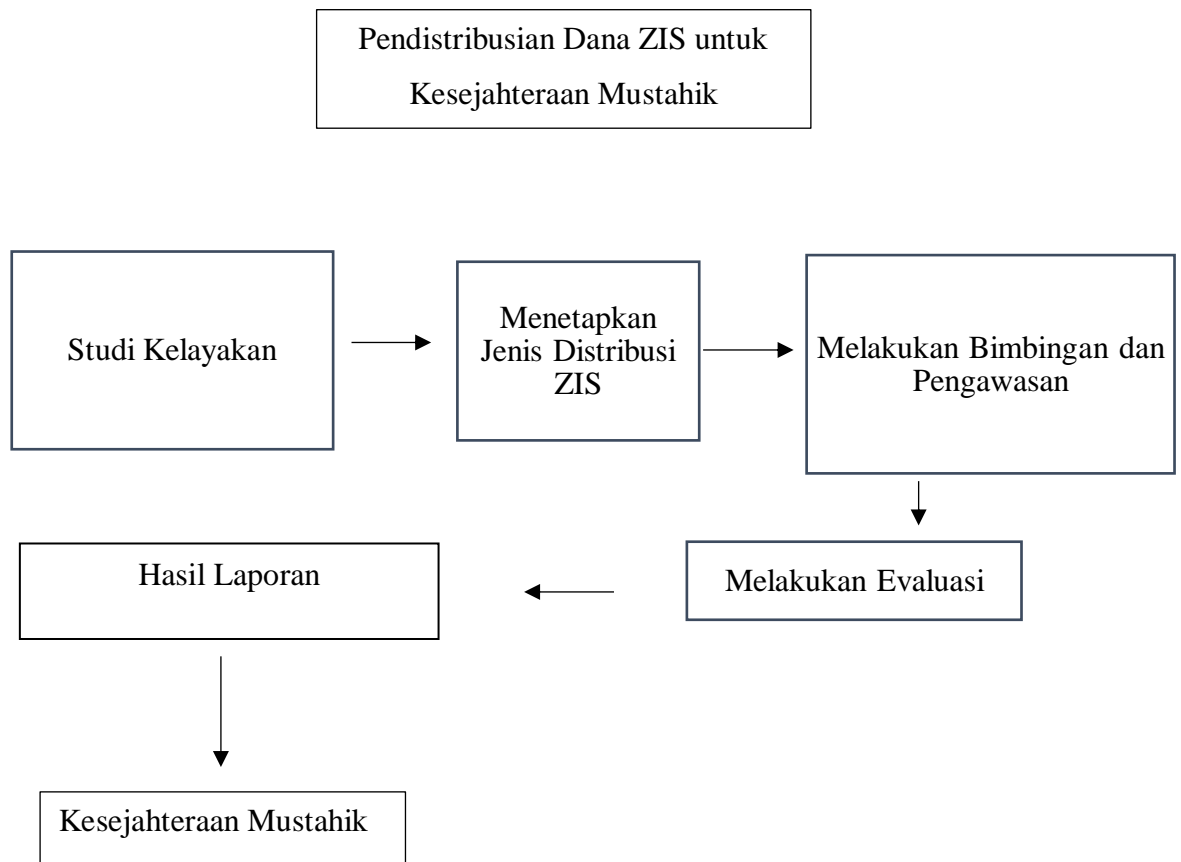 Pendistribusian Dana ZIS untuk
Kesejahteraan Mustahik
Studi Kelayakan
Menetapkan
Jenis Distribusi
ZIS
Melakukan Bimbingan dan
Pengawasan
Melakukan Evaluasi
Hasil Laporan
Kesejahteraan Mustahik